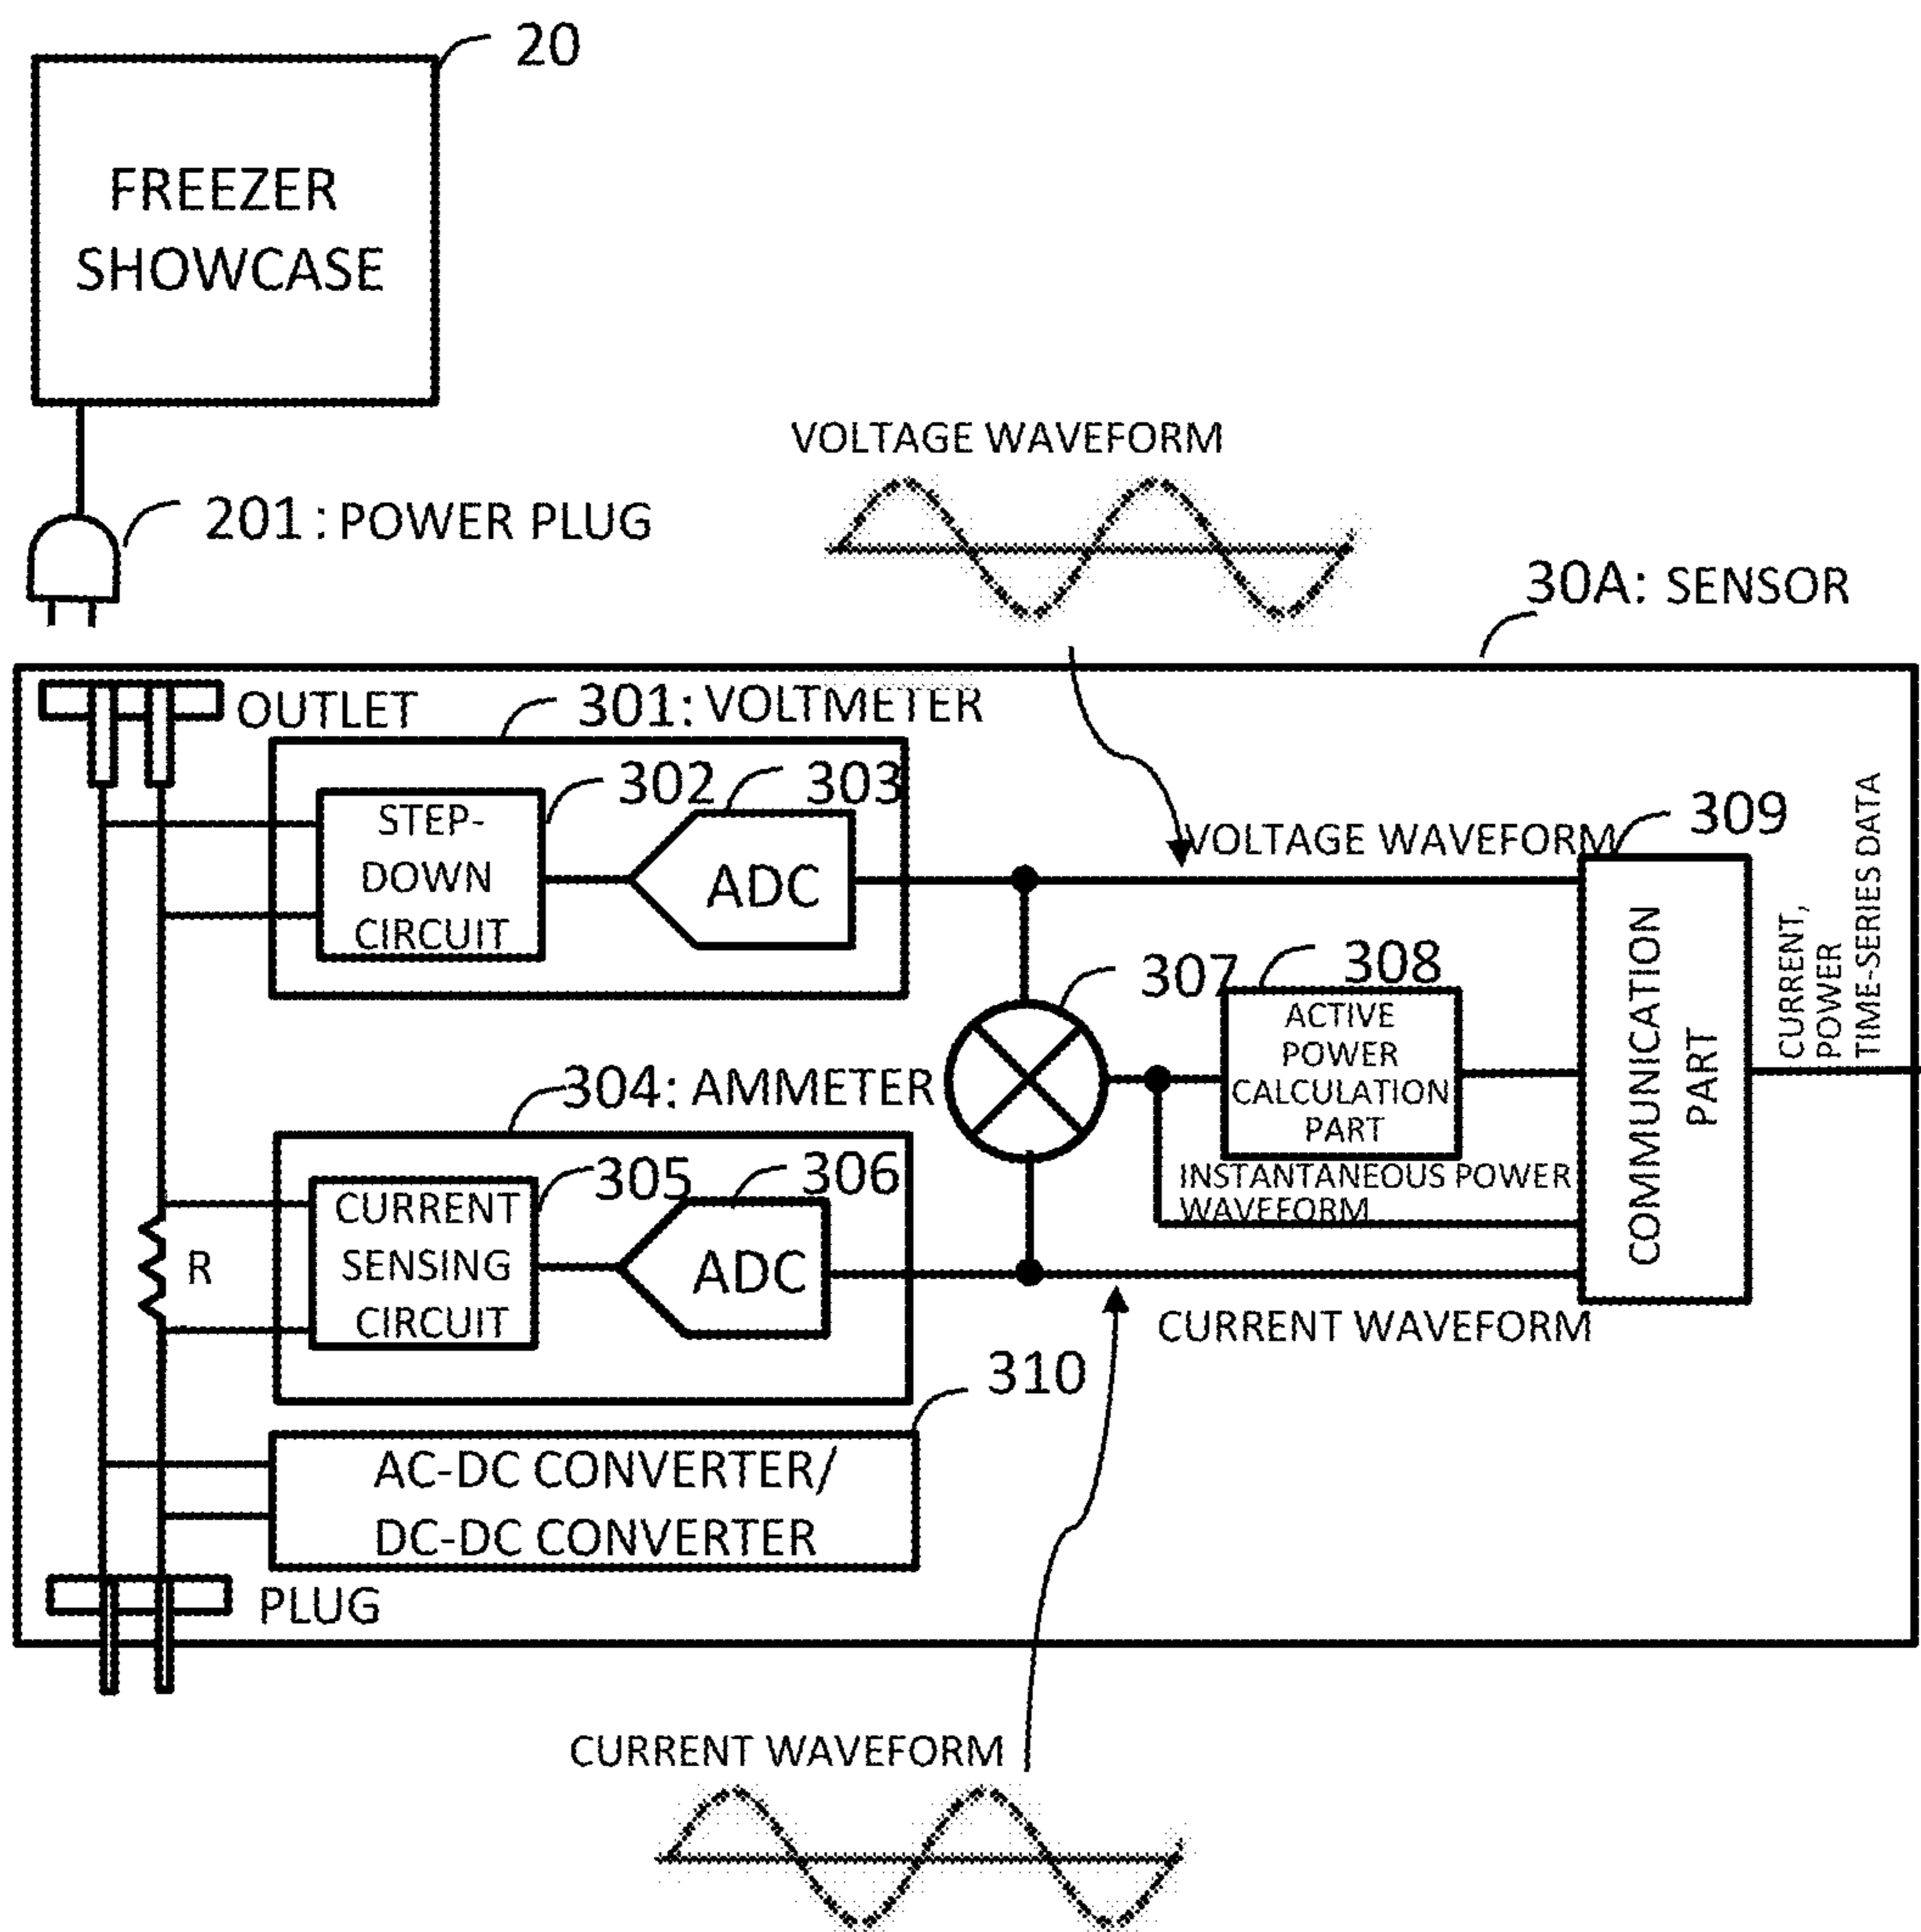 20
FREEZER
SHOWCASE
VOLTAGE WAVEFORM
201 : POWER PLUG
30A: SENSOR
OUTLET
301: VOLTMETER
302
303
STEP-
DOWN
CIRCUIT
ADC
VOLTAGE WAVEFORM
309
COMMUNICATION
PART
CURRENT,
POWER
TIME-SERIES DATA
307
308
ACTIVE
POWER
CALCULATION
PART
INSTANTANEOUS POWER
WAVEFORM
304: AMMETER
305
306
CURRENT
SENSING
CIRCUIT
ADC
R
CURRENT WAVEFORM
310
AC-DC CONVERTER/
DC-DC CONVERTER
PLUG
CURRENT WAVEFORM